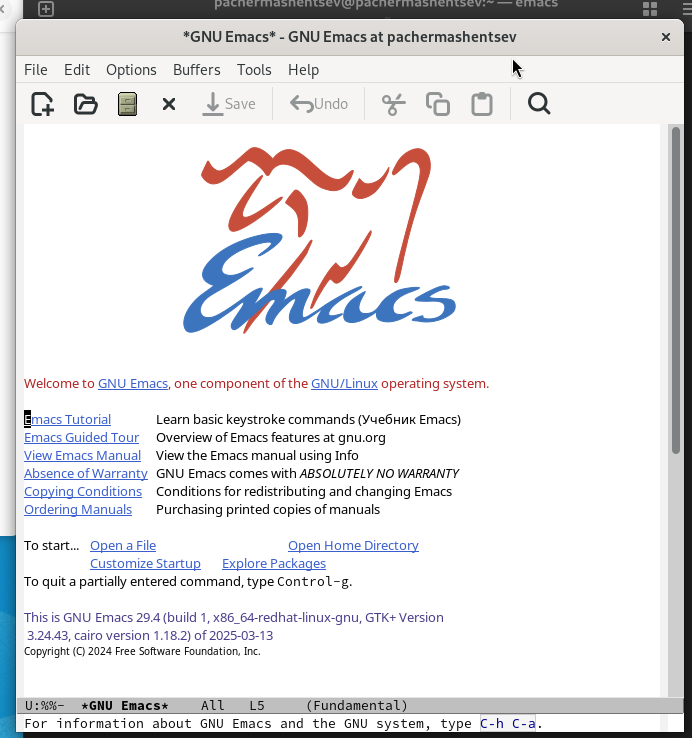 pachermashentsev@pachermashentsev:~ — emacs
*GNU Emacs* - GNU Emacs at pachermashentsev
File Edit Options Buffers Tools Help
Save Undo
Emacs
Welcome to GNU Emacs, one component of the GNU/Linux operating system.
Emacs Tutorial Learn basic keystroke commands (Учебник Emacs)
Emacs Guided Tour Overview of Emacs features at gnu.org
View Emacs Manual View the Emacs manual using Info
Absence of Warranty GNU Emacs comes with ABSOLUTELY NO WARRANTY
Copying Conditions Conditions for redistributing and changing Emacs
Ordering Manuals Purchasing printed copies of manuals
To start... Open a File Open Home Directory
Customize Startup Explore Packages
To quit a partially entered command, type Control-g.
This is GNU Emacs 29.4 (build 1, x86_64-redhat-linux-gnu, GTK+ Version
3.24.43, cairo version 1.18.2) of 2025-03-13
Copyright (C) 2024 Free Software Foundation, Inc.
U:%%- *GNU Emacs* All L5 (Fundamental)
For information about GNU Emacs and the GNU system, type C-h C-a.